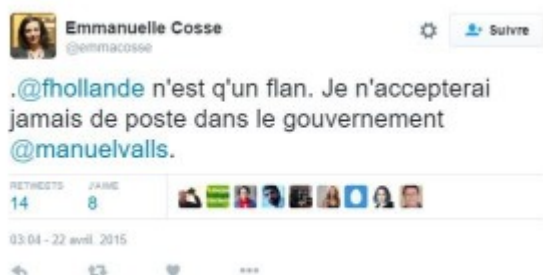 Emmanuelle Cosse
@emmacosse
Suivre
.@fhollande n'est q'un flan. Je n'accepterai
jamais de poste dans le gouvernement
@manuelvalls.
RETWEETS J'AIME
14 8
03:04 - 22 avril 2015